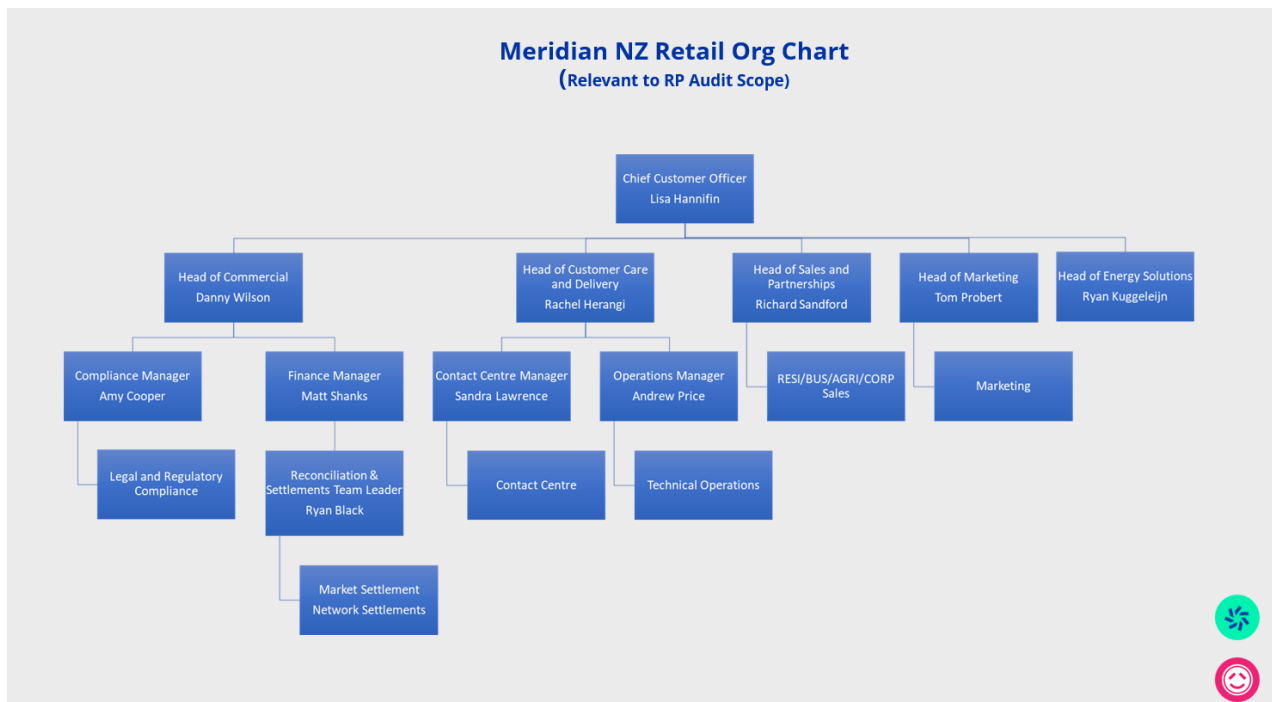 Meridian NZ Retail Org Chart
(Relevant to RP Audit Scope)
Chief Customer Officer
Lisa Hannifin
Head of Commercial
Danny Wilson
Head of Customer Care
and Delivery
Rachel Herangi
Head of Sales and
Partnerships
Richard Sandford
Head of Marketing
Tom Probert
Head of Energy Solutions
Ryan Kuggeleijn
Compliance Manager
Amy Cooper
Finance Manager
Matt Shanks
Contact Centre Manager
Sandra Lawrence
Operations Manager
Andrew Price
RESI/BUS/AGRI/CORP
Sales
Marketing
Legal and Regulatory
Compliance
Reconciliation &
Settlements Team Leader
Ryan Black
Contact Centre
Technical Operations
Market Settlement
Network Settlements